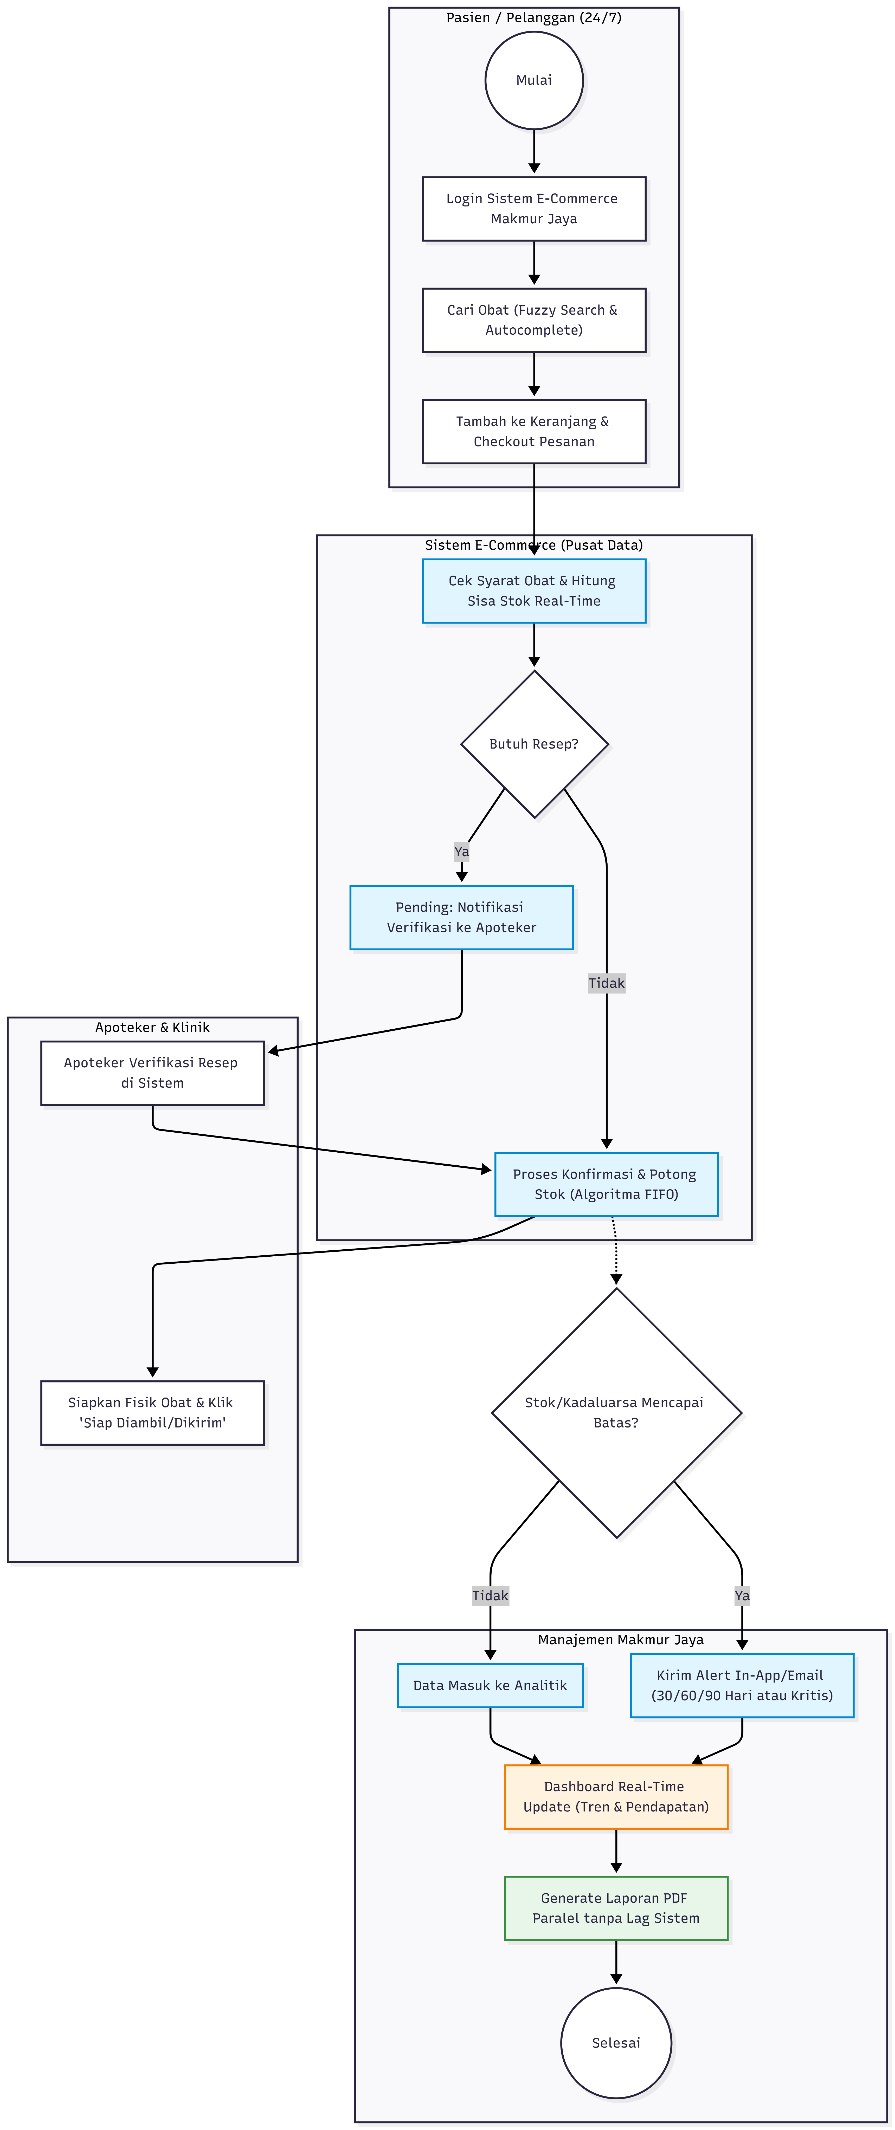 Pasien / Pelanggan (24/7)
Mulai
Login Sistem E-Commerce
Makmur Jaya
Cari Obat (Fuzzy Search &
Autocomplete)
Tambah ke Keranjang &
Checkout Pesanan
Sistem E-Commerce (Pusat Data)
Cek Syarat Obat & Hitung
Sisa Stok Real-Time
Butuh Resep?
Ya
Pending: Notifikasi
Verifikasi ke Apoteker
Tidak
Apoteker & Klinik
Apoteker Verifikasi Resep
di Sistem
Proses Konfirmasi & Potong
Stok (Algoritma FIFO)
Siapkan Fisik Obat & Klik
'Siap Diambil/Dikirim'
Stok/Kadaluarsa Mencapai
Batas?
Tidak
Ya
Manajemen Makmur Jaya
Data Masuk ke Analitik
Kirim Alert In-App/Email
(30/60/90 Hari atau Kritis)
Dashboard Real-Time
Update (Tren & Pendapatan)
Generate Laporan PDF
Paralel tanpa Lag Sistem
Selesai